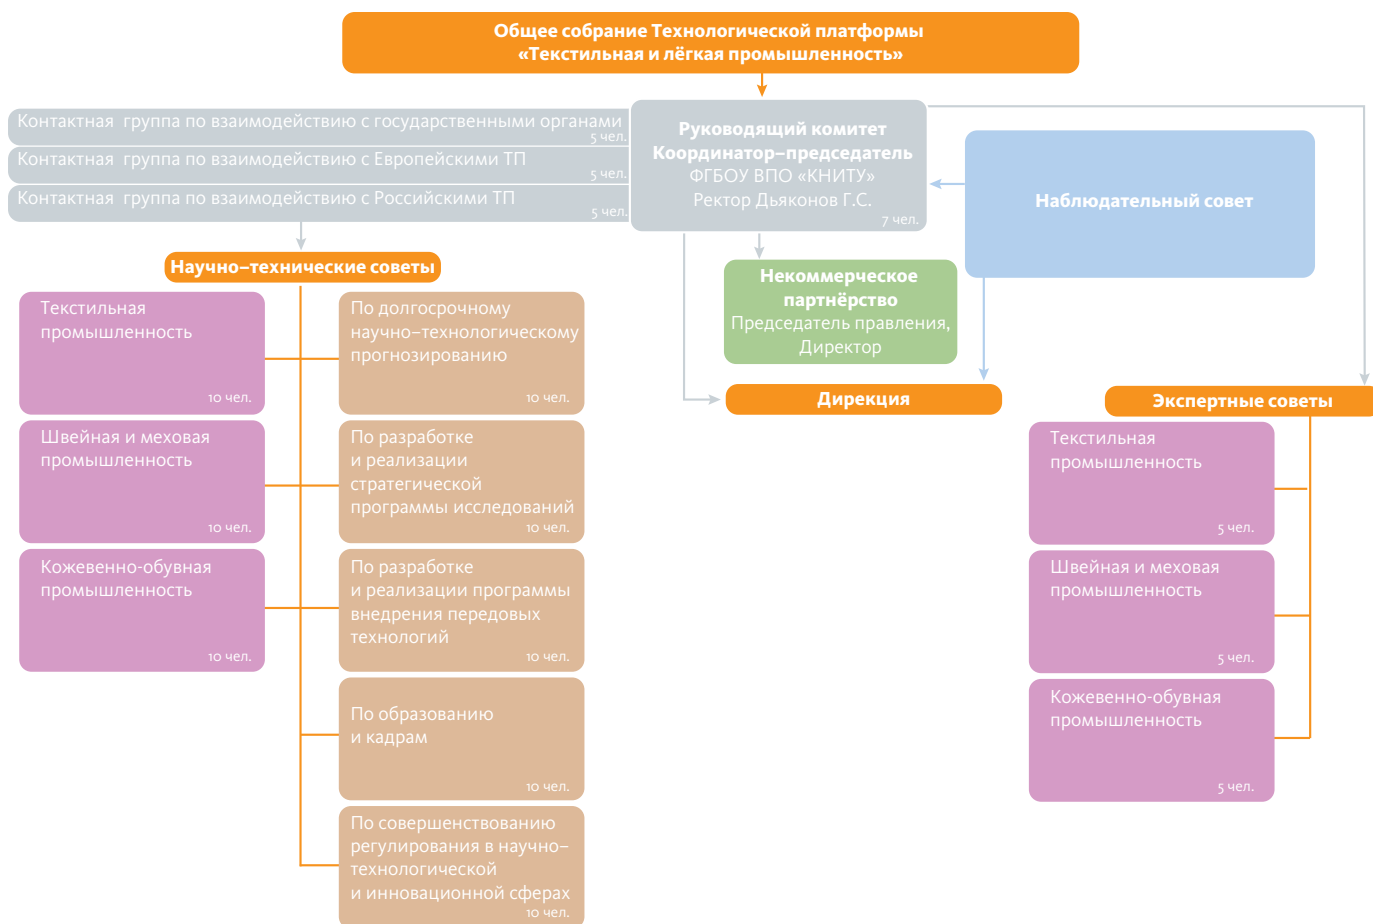 Общее собрание Технологической платформы
«Текстильная и лёгкая промышленность»
Контактная группа по взаимодействию с государственными органами
5 чел.
Контактная группа по взаимодействию с Европейскими ТП
5 чел.
Контактная группа по взаимодействию с Российскими ТП
5 чел.
Руководящий комитет
Координатор–председатель
ФГБОУ ВПО «КНИТУ»
Ректор Дьяконов Г.С.
7 чел.
Наблюдательный совет
Некоммерческое
партнёрство
Председатель правления,
Директор
Дирекция
Научно–технические советы
Текстильная
промышленность
10 чел.
Швейная и меховая
промышленность
10 чел.
Кожевенно-обувная
промышленность
10 чел.
По долгосрочному
научно–технологическому
прогнозированию
10 чел.
По разработке
и реализации
стратегической
программы исследований
10 чел.
По разработке
и реализации программы
внедрения передовых
технологий
10 чел.
По образованию
и кадрам
10 чел.
По совершенствованию
регулирования в научно–
технологической
и инновационной сферах
10 чел.
Экспертные советы
Текстильная
промышленность
5 чел.
Швейная и меховая
промышленность
5 чел.
Кожевенно-обувная
промышленность
5 чел.